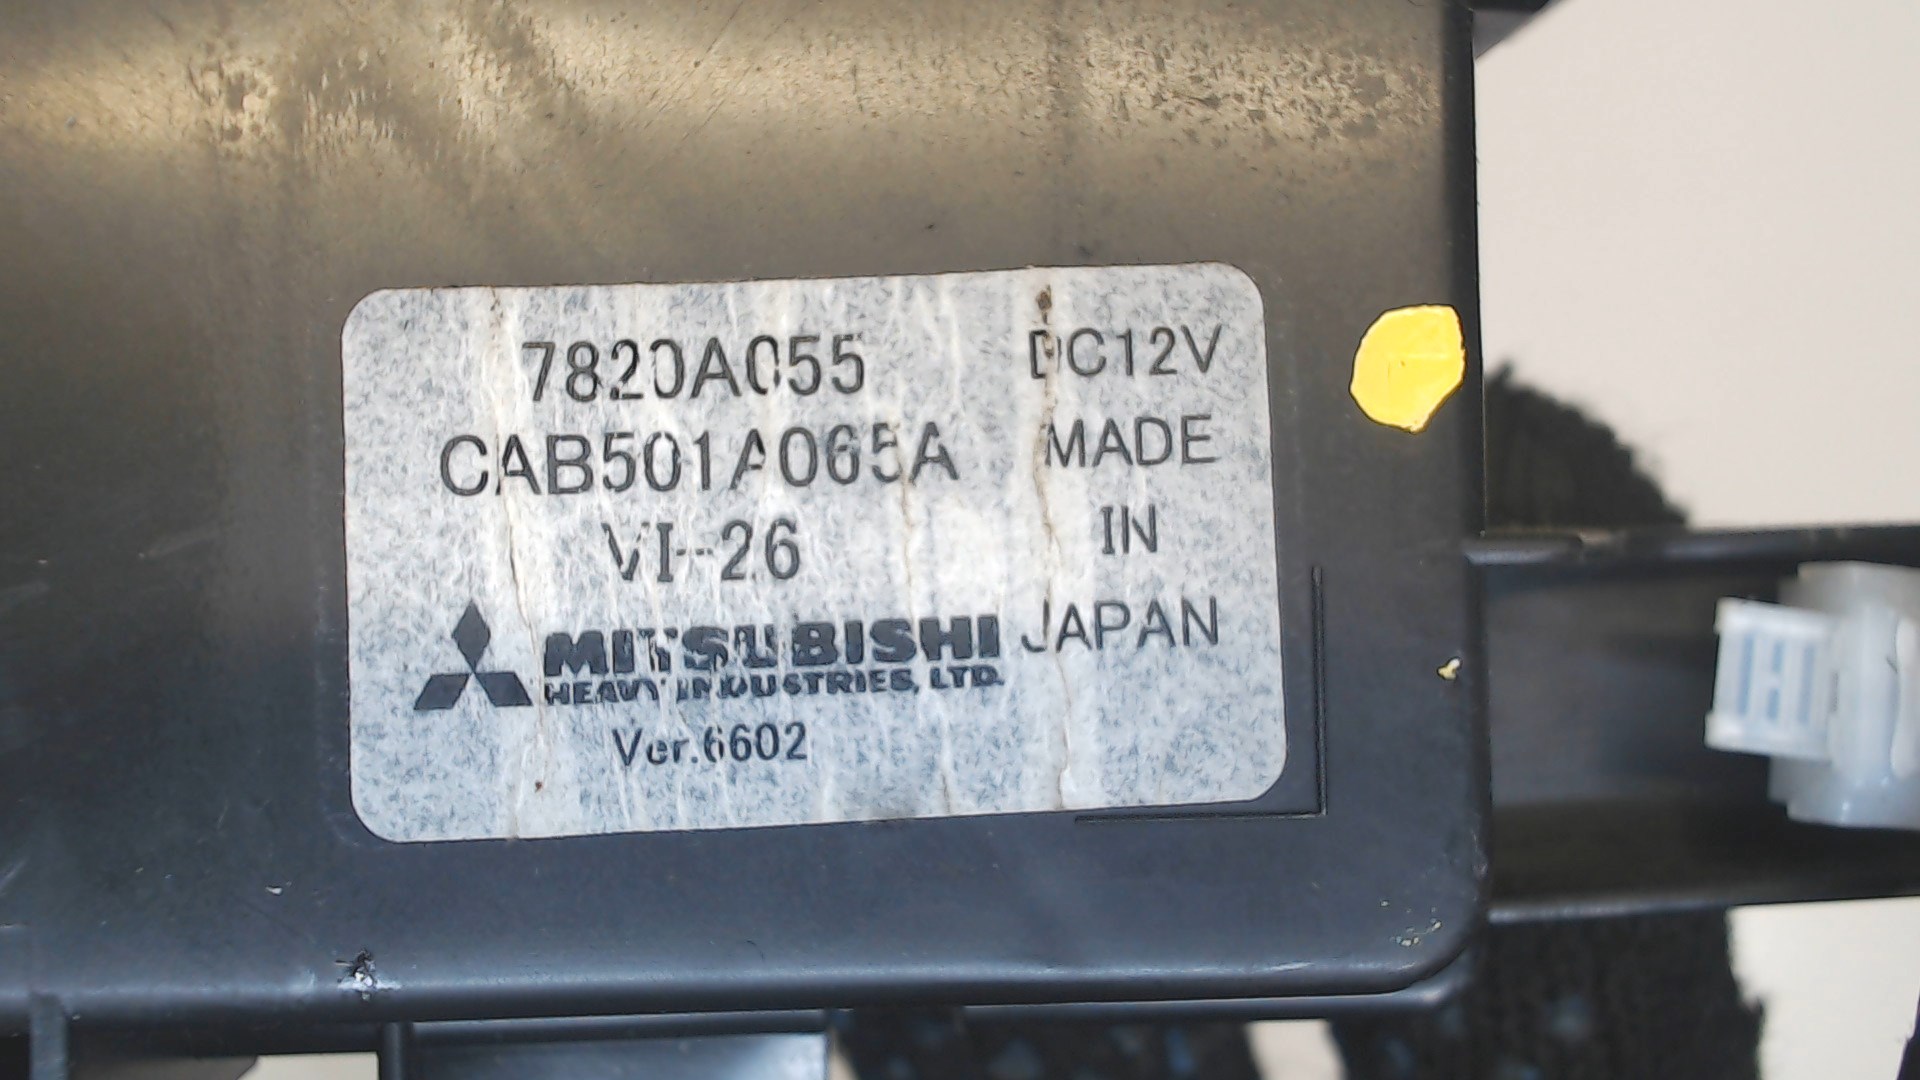 7820A055
DC12V
CAB501A065A
MADE
VI-26
IN
MITSUBISHI
JAPAN
HEAVY INDUSTRIES, LTD.
Ver.6602